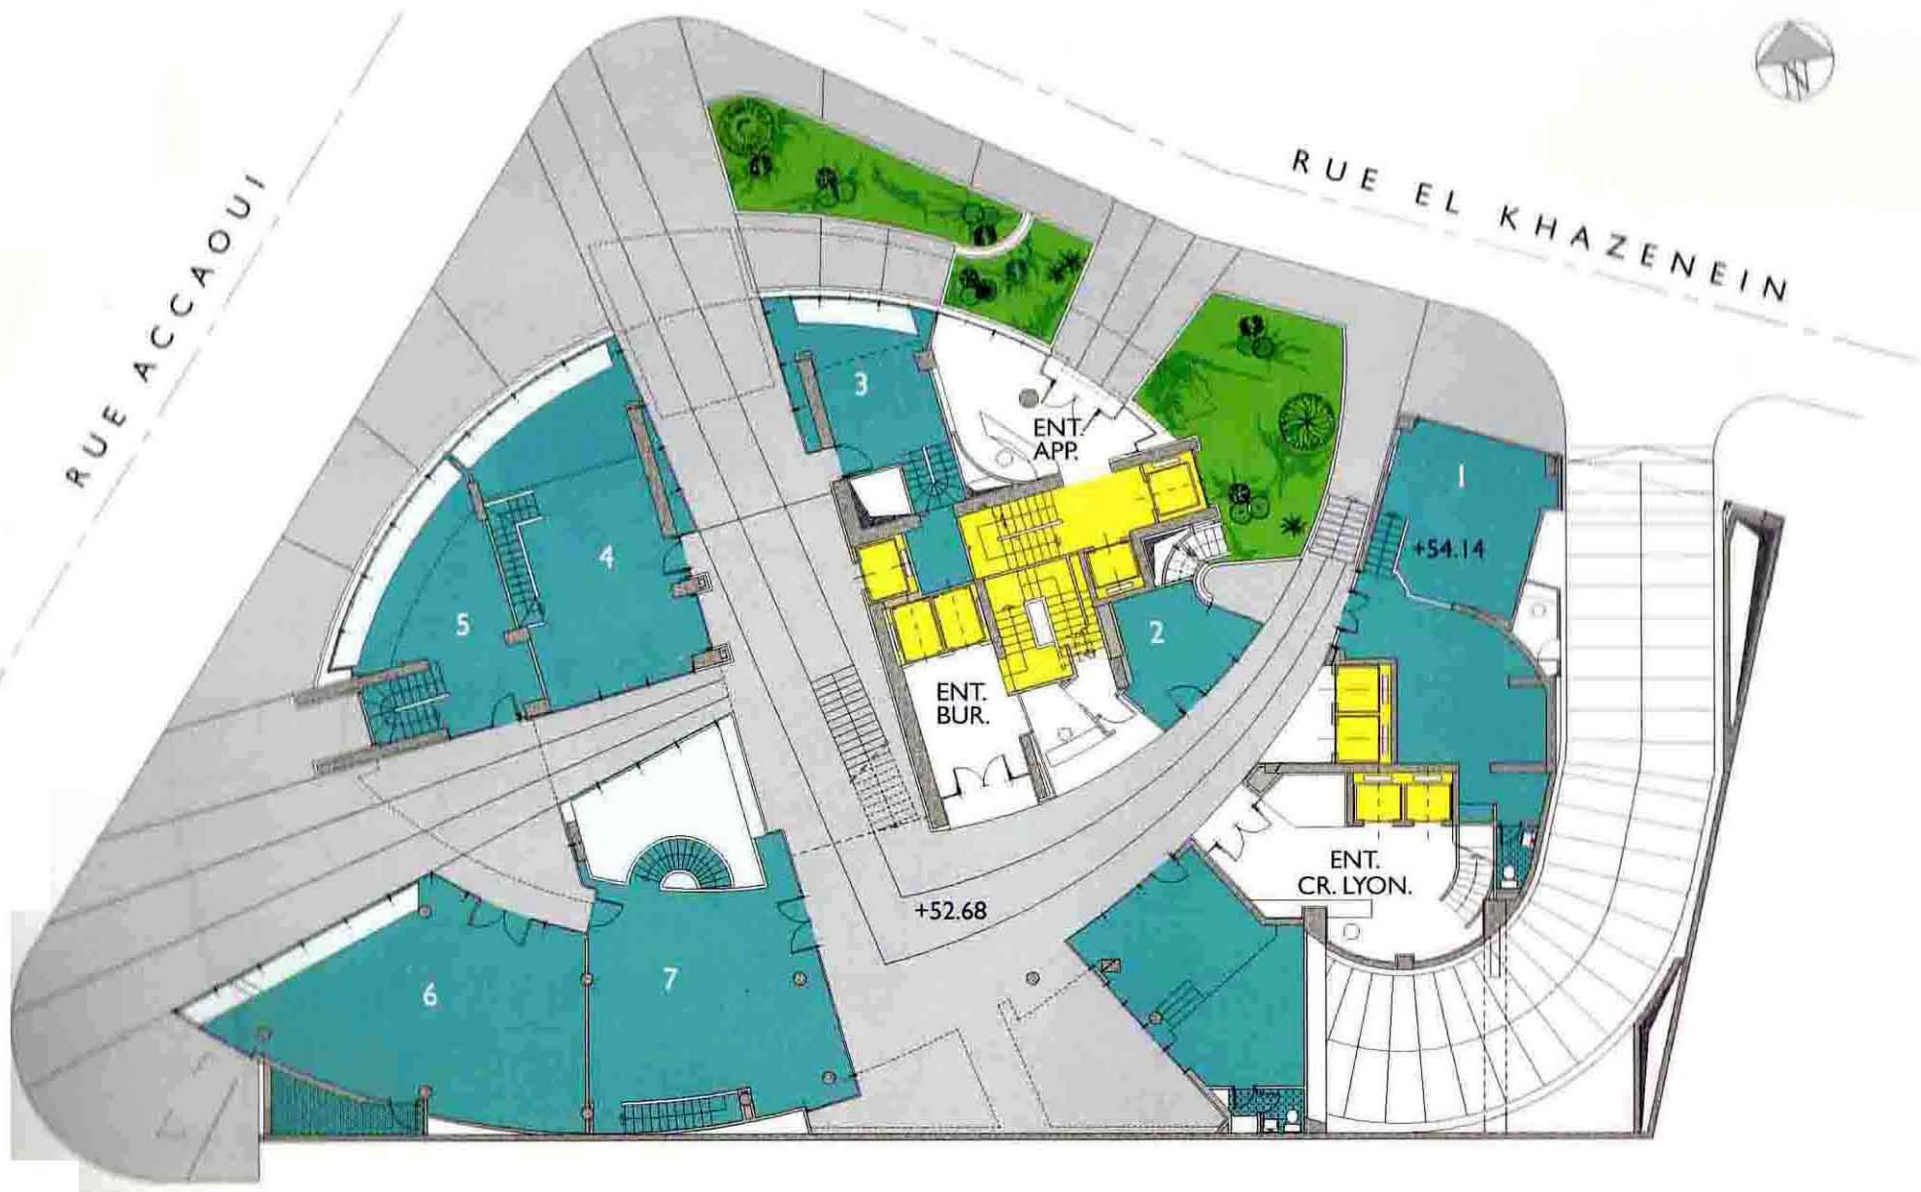 N
RUE EL KHAZENEIN
RUE ACCAOUI
3
ENT.
APP.
1
+54.14
4
5
2
ENT.
BUR.
ENT.
CR. LYON.
+52.68
6
7